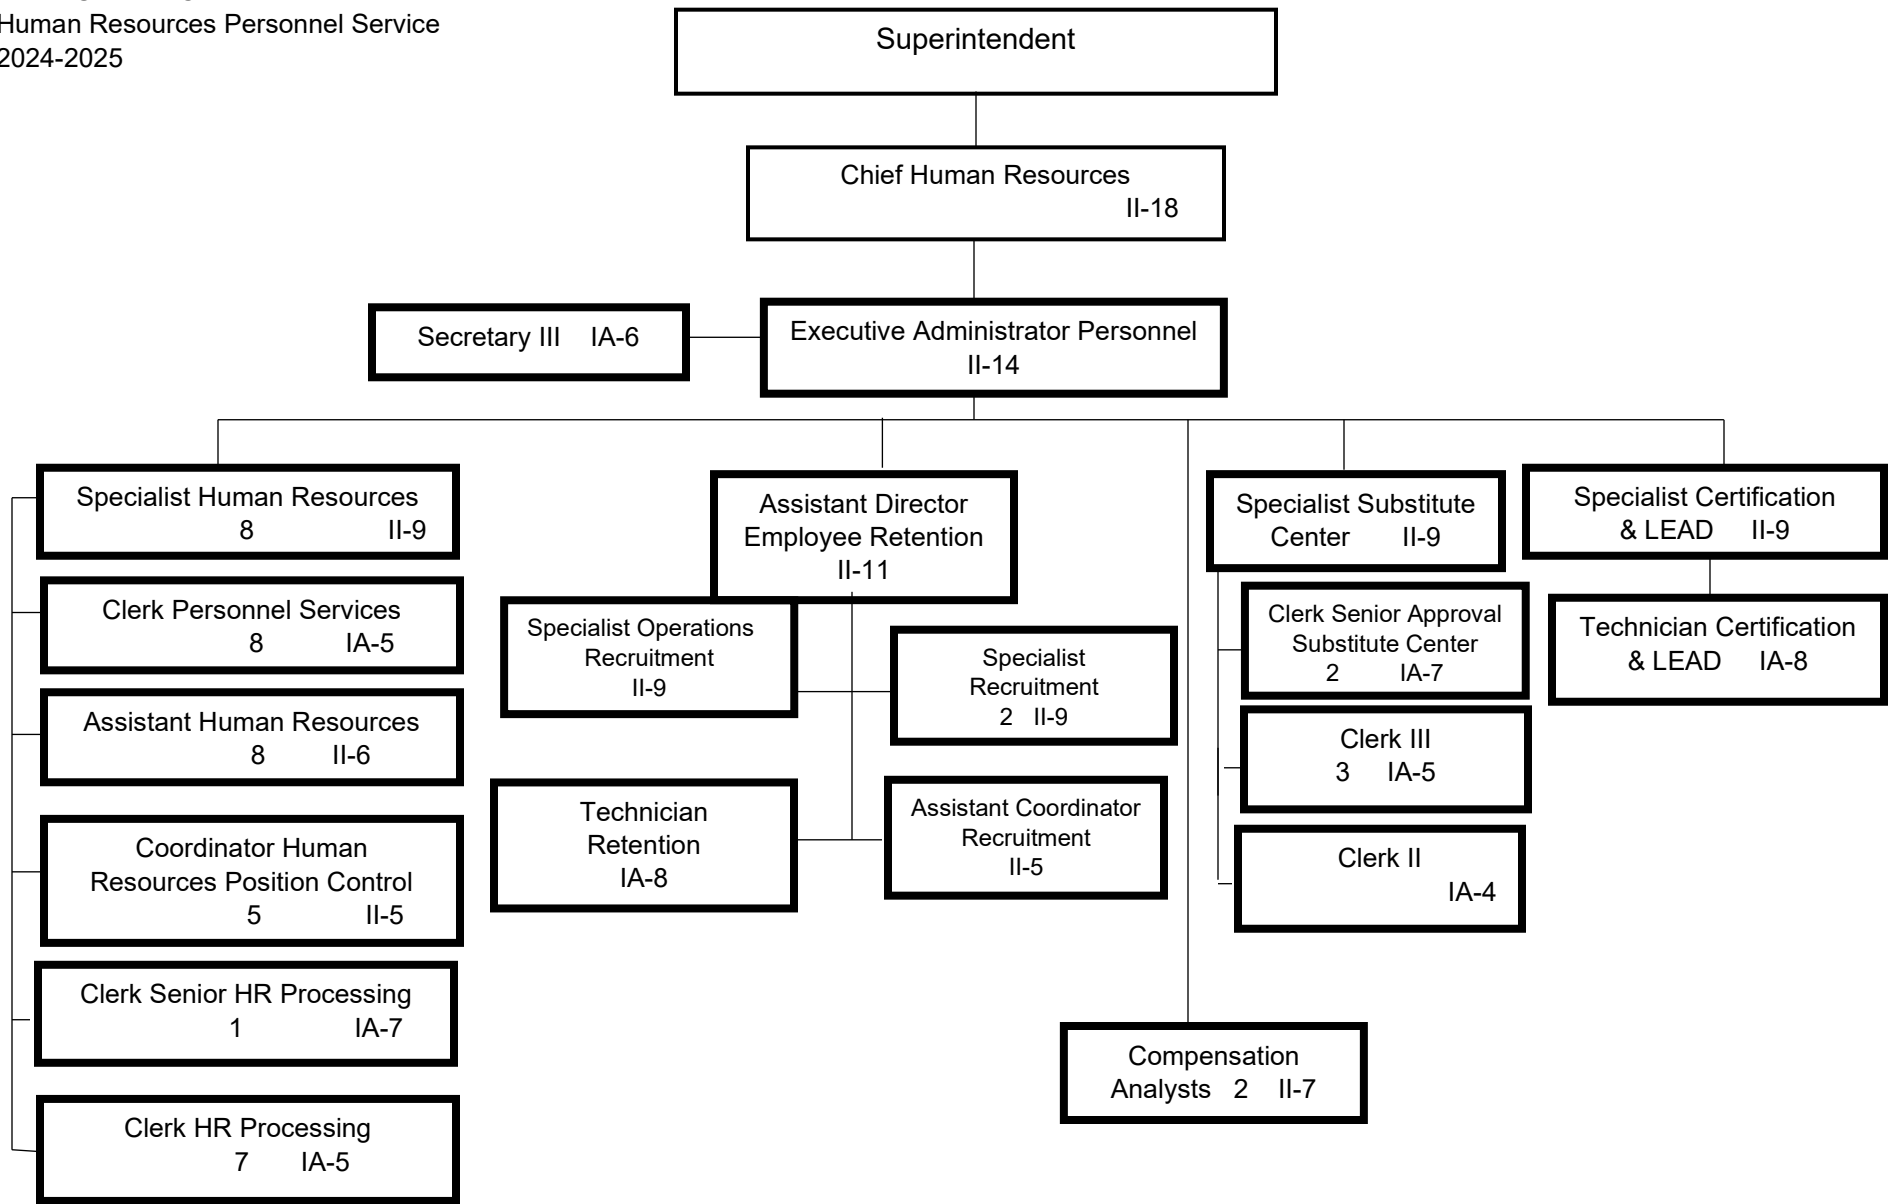 Human Resources Personnel Service
2024-2025
Superintendent
Chief Human Resources
II-18
Secretary III IA-6
Executive Administrator Personnel
II-14
Specialist Human Resources
8 II-9
Clerk Personnel Services
8 IA-5
Assistant Human Resources
8 II-6
Coordinator Human
Resources Position Control
5 II-5
Clerk Senior HR Processing
1 IA-7
Clerk HR Processing
7 IA-5
Assistant Director
Employee Retention
II-11
Specialist Operations
Recruitment
II-9
Specialist
Recruitment
2 II-9
Technician
Retention
IA-8
Assistant Coordinator
Recruitment
II-5
Compensation
Analysts 2 II-7
Specialist Substitute
Center II-9
Clerk Senior Approval
Substitute Center
2 IA-7
Clerk III
3 IA-5
Clerk II
IA-4
Specialist Certification
& LEAD II-9
Technician Certification
& LEAD IA-8